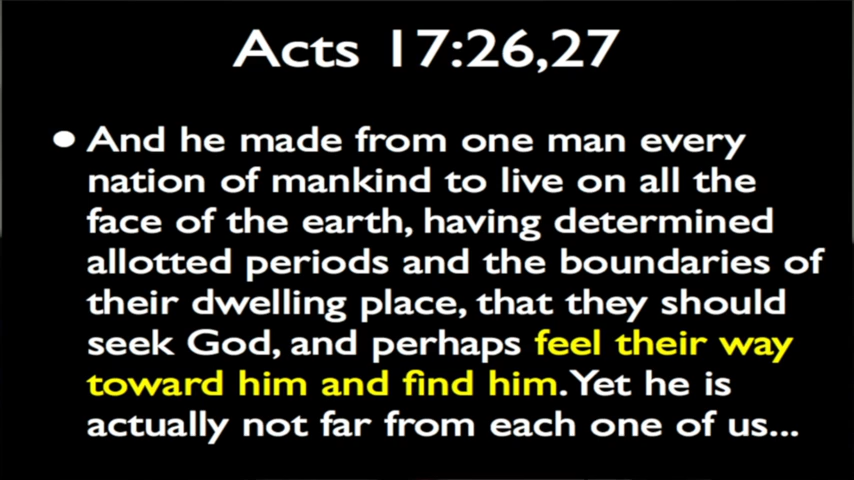 Acts 17:26,27
• And he made from one man every
nation of mankind to live on all the
face of the earth, having determined
allotted periods and the boundaries of
their dwelling place, that they should
seek God, and perhaps feel their way
toward him and find him. Yet he is
actually not far from each one of us...